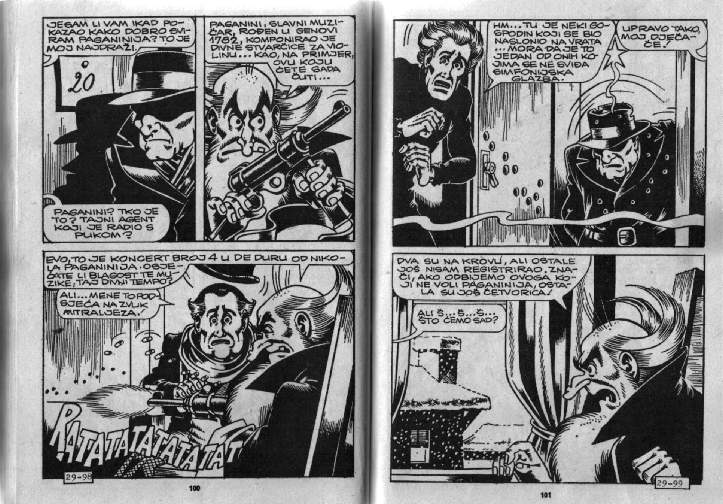 JESAM LI VAM IKAD PO-
KAZAO KAKO DOBRO SVI-
RAM PAGANINIJA? TO JE
MOJ NAJDRAŽI.
20
PAGANINI? TKO JE
TO? TAJNI AGENT
KOJI JE RADIO S
PLIKOM?
PAGANINI, SLAVNI MUZI-
ČAR, ROĐEN U GENOVI
1782, KOMPONIRAO JE
DIVNE STVARČICE ZA VIO-
LINU... KAO, NA PRIMJER,
OVU KOJU
ĆETE SADA
ČUTI...
EVO, TO JE KONCERT BROJ 4 U DE DURU OD NIKO-
LA PAGANINIJA. OSJE-
ĆATE LI BLAGOST TE MU-
ZIKE, TAJ DIVNI TEMPO?
ALI... MENE TO POD-
SJEĆA NA ZVUK
MITRALJEZA!
RATATATATATATAT
29-98
100
HM... TU JE NEKI GO-
SPODIN KOJI SE BIO
NASLONIO NA VRATA
...MORA DA JE TO
JEDAN OD ONIH KO-
JIMA SE NE SVIĐA
SIMFONIJSKA
GLAZBA.
UPRAVO TAKO,
MOJ DJEČA-
ČE!
DVA SU NA KROVU, ALI OSTALE
JOŠ NISAM REGISTRIRAO, ZNA-
ČI, AKO ODBIJEMO OVOGA KO-
JI NE VOLI PAGANINIJA, OSTA-
LA SU JOŠ ČETVORICA!
ALI Š... Š... Š...
ŠTO ĆEMO SAD?
29-99
101